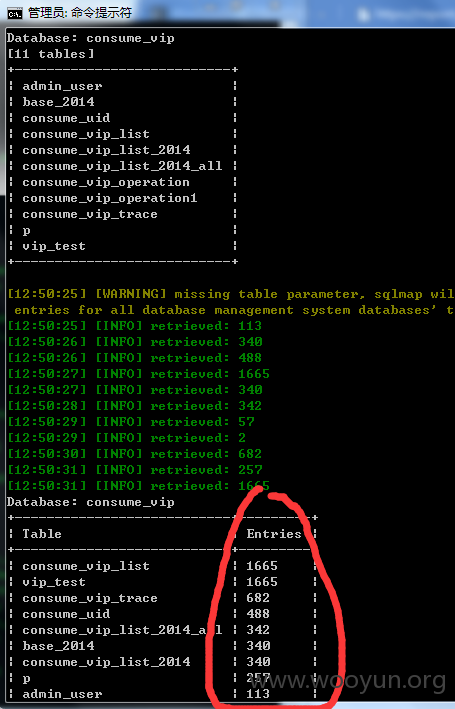 管理员: 命令提示符
Database: consume_vip
[11 tables]
admin_user
base_2014
consume_uid
consume_vip_list
consume_vip_list_2014
consume_vip_list_2014_all
consume_vip_operation
consume_vip_operation1
consume_vip_trace
p
vip_test
[12:50:25] [WARNING] missing table parameter, sqlmap wil
entries for all database management system databases' t
[12:50:25] [INFO] retrieved: 113
[12:50:26] [INFO] retrieved: 340
[12:50:26] [INFO] retrieved: 488
[12:50:27] [INFO] retrieved: 1665
[12:50:27] [INFO] retrieved: 340
[12:50:28] [INFO] retrieved: 342
[12:50:29] [INFO] retrieved: 57
[12:50:29] [INFO] retrieved: 2
[12:50:30] [INFO] retrieved: 682
[12:50:31] [INFO] retrieved: 257
[12:50:31] [INFO] retrieved: 1665
Database: consume_vip
Table Entries
consume_vip_list 1665
vip_test 1665
consume_vip_trace 682
consume_uid 488
consume_vip_list_2014_all 342
base_2014 340
consume_vip_list_2014 340
p 257
admin_user 113
www.wooyun.org